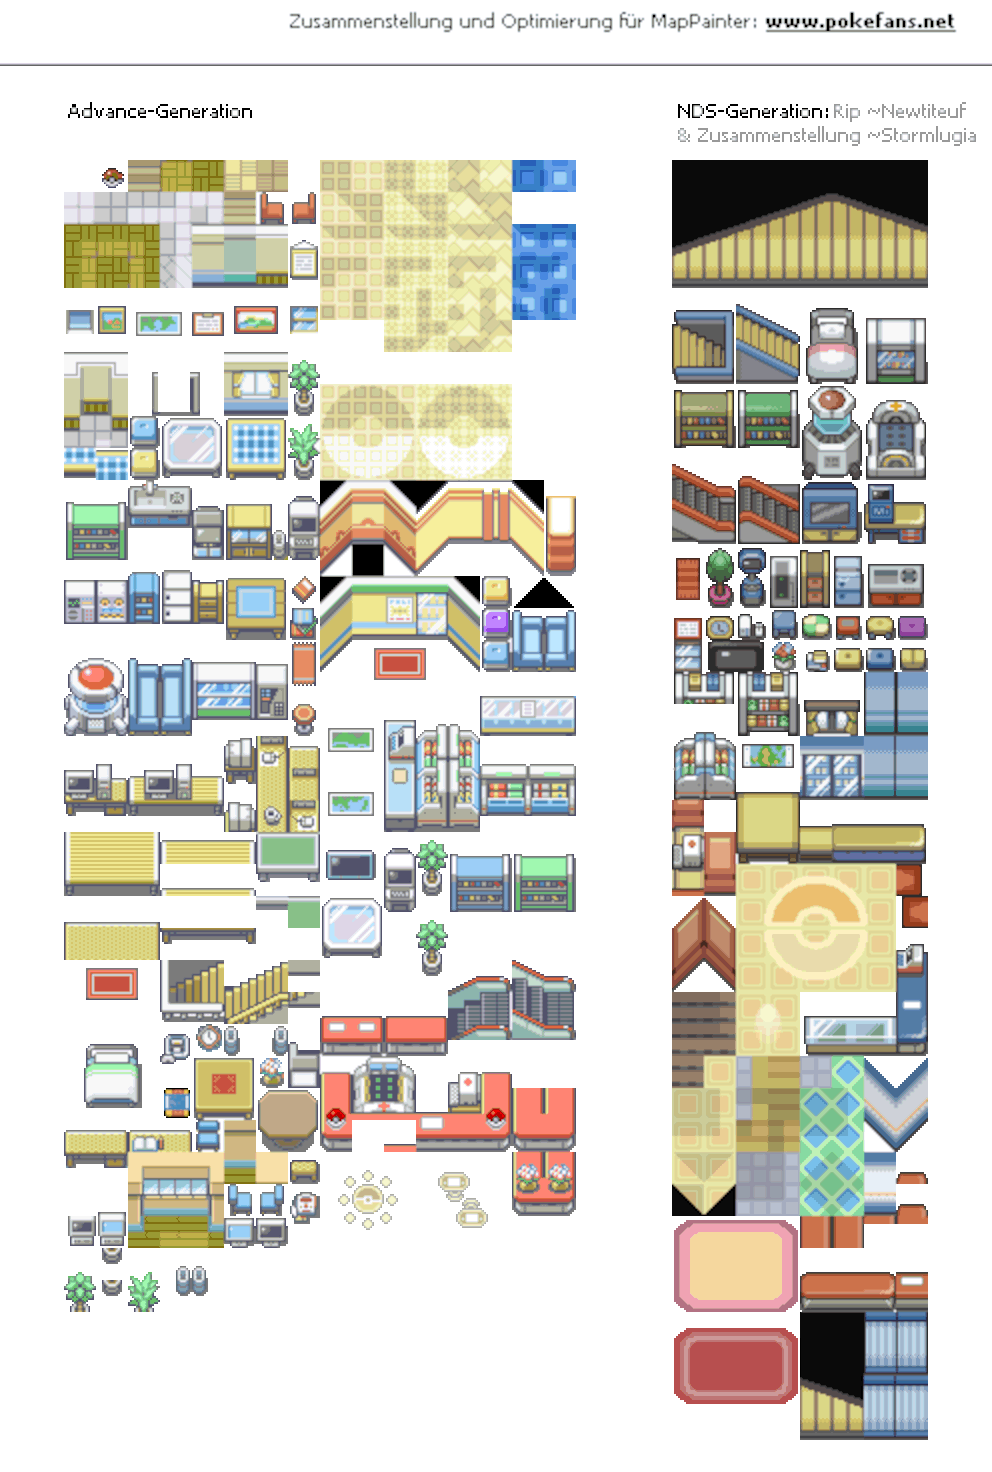 Zusammenstellung und Optimierung für MapPainter: www.pokefans.net
Advance-Generation
NDS-Generation: Rip ~Newtiteuf
& Zusammenstellung ~Stormlugia